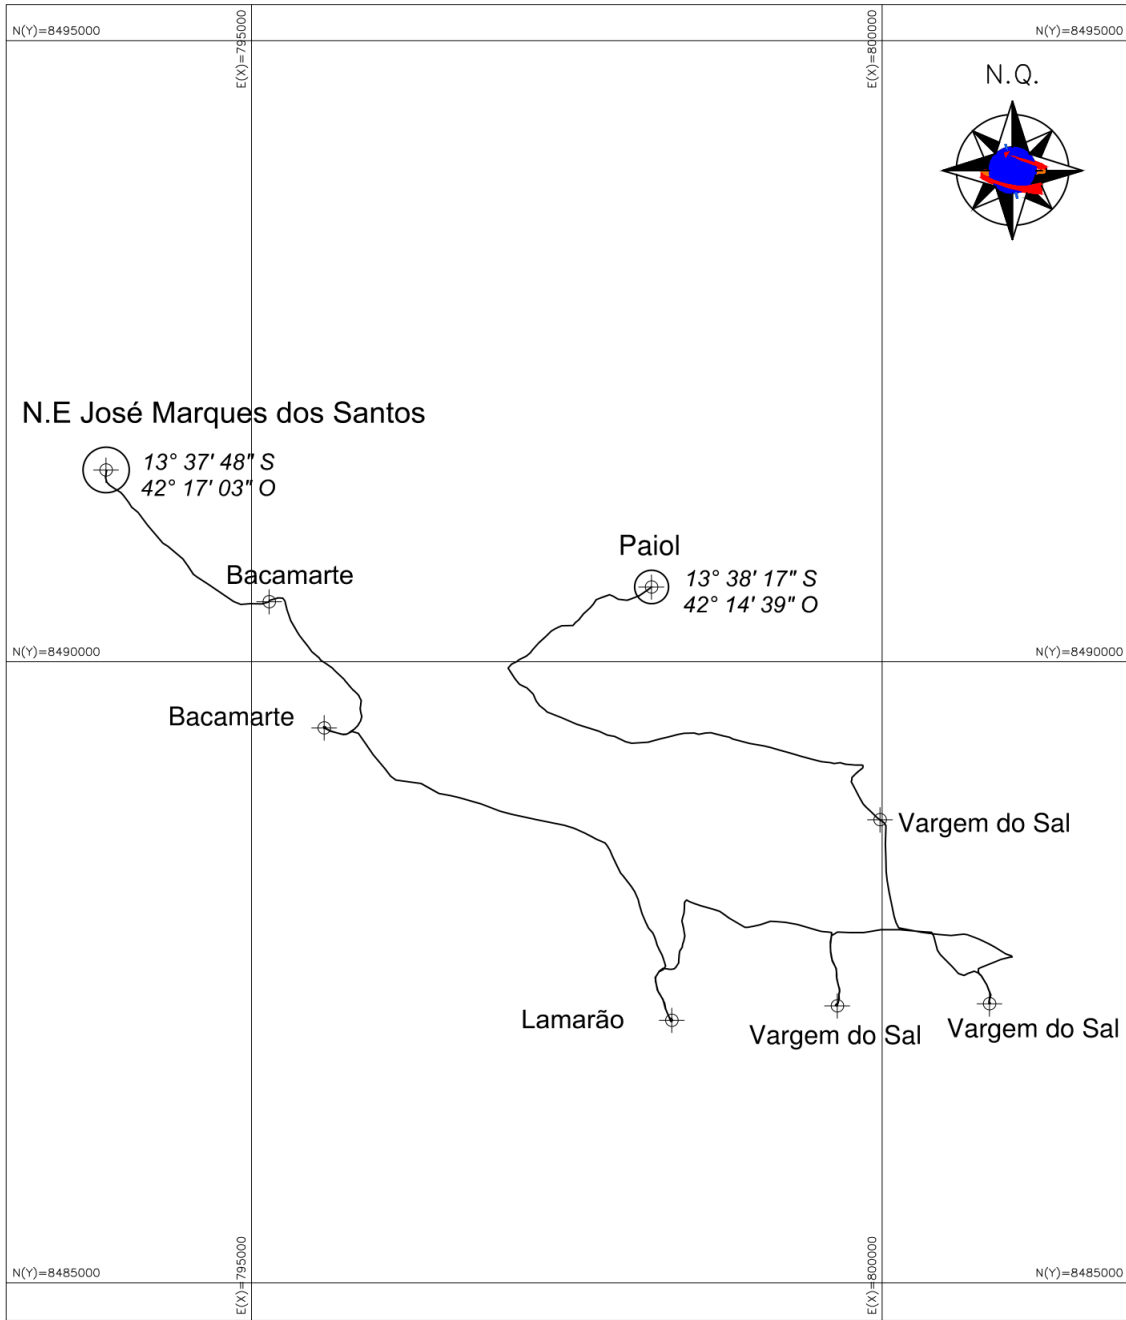 E(X)=795000
E(X)=800000
N(Y)=8495000
N(Y)=8495000
N.Q.
N.E José Marques dos Santos
13° 37' 48" S
42° 17' 03" O
Paiol
13° 38' 17" S
42° 14' 39" O
Bacamarte
N(Y)=8490000
N(Y)=8490000
Bacamarte
Vargem do Sal
Lamarão
Vargem do Sal
Vargem do Sal
E(X)=795000
E(X)=800000
N(Y)=8485000
N(Y)=8485000